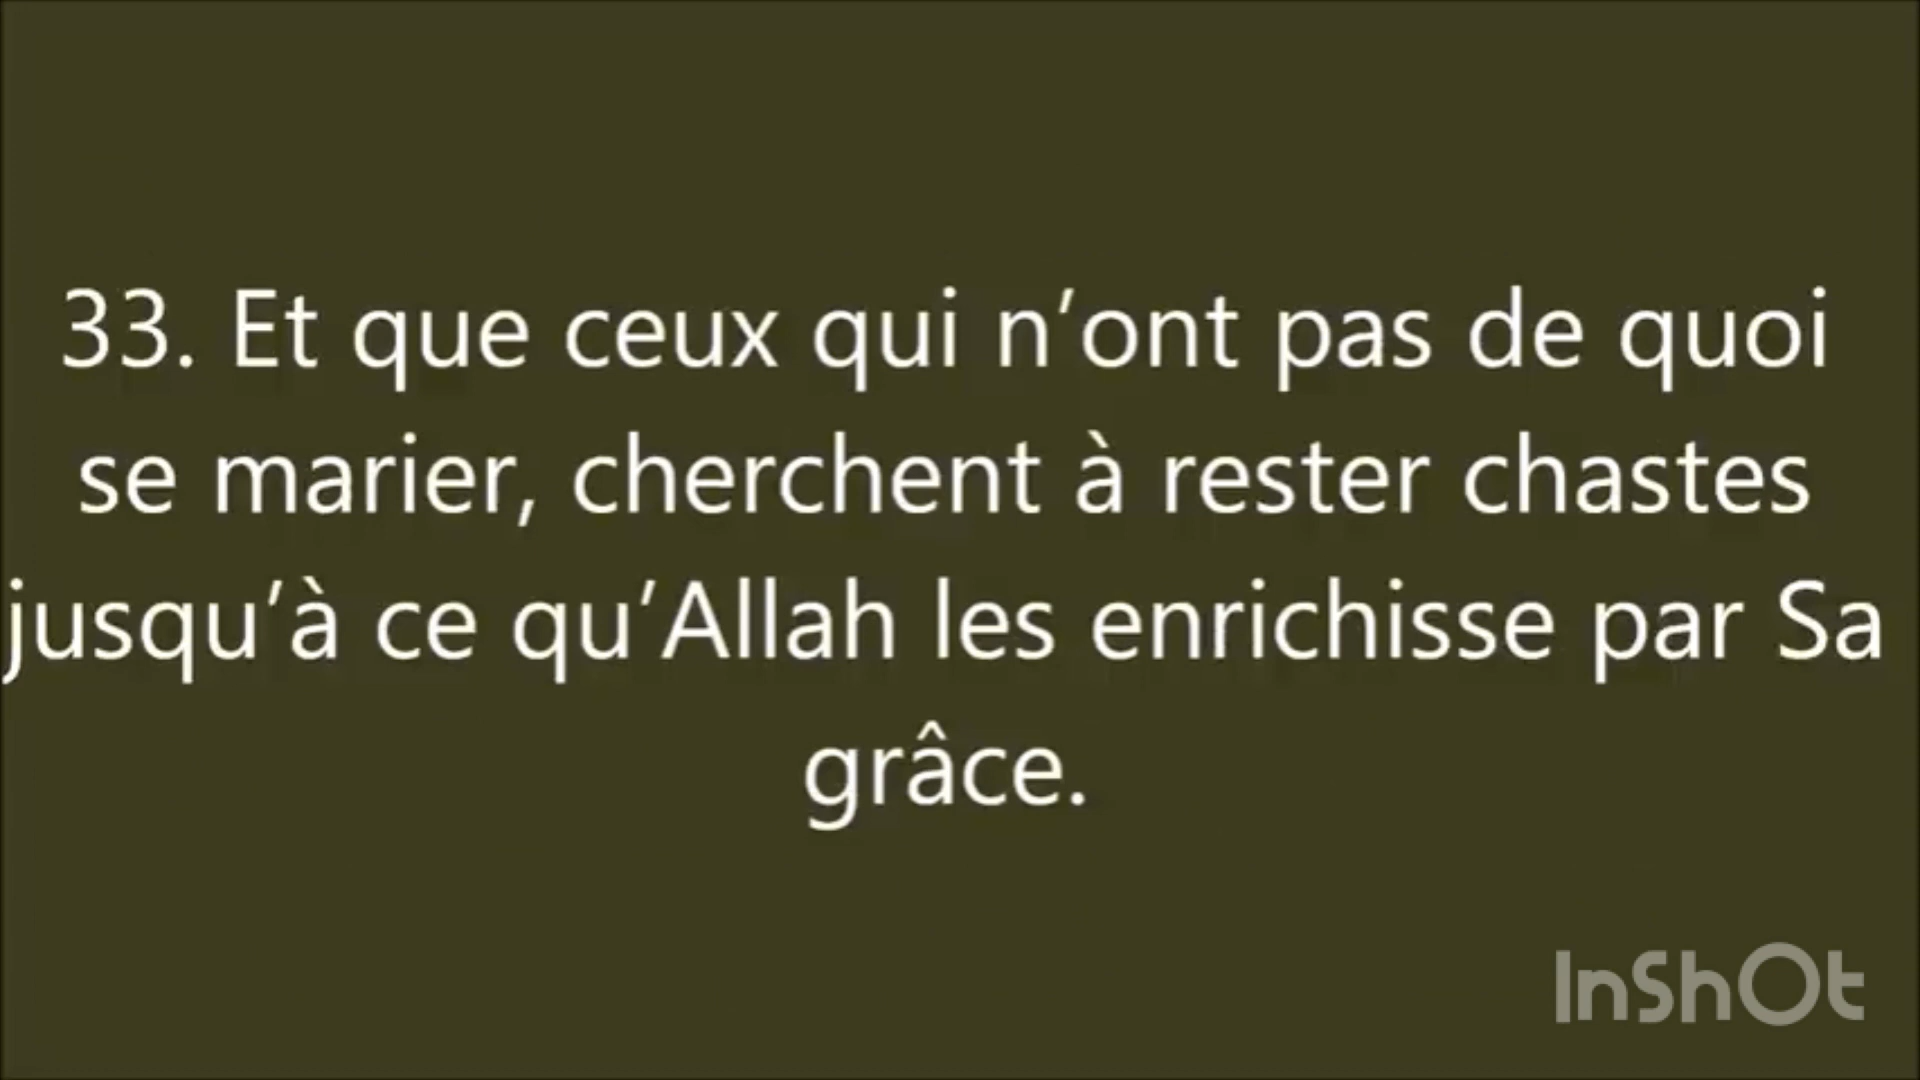 33. Et que ceux qui n’ont pas de quoi
se marier, cherchent à rester chastes
jusqu’à ce qu’Allah les enrichisse par Sa
grâce.
InShOt